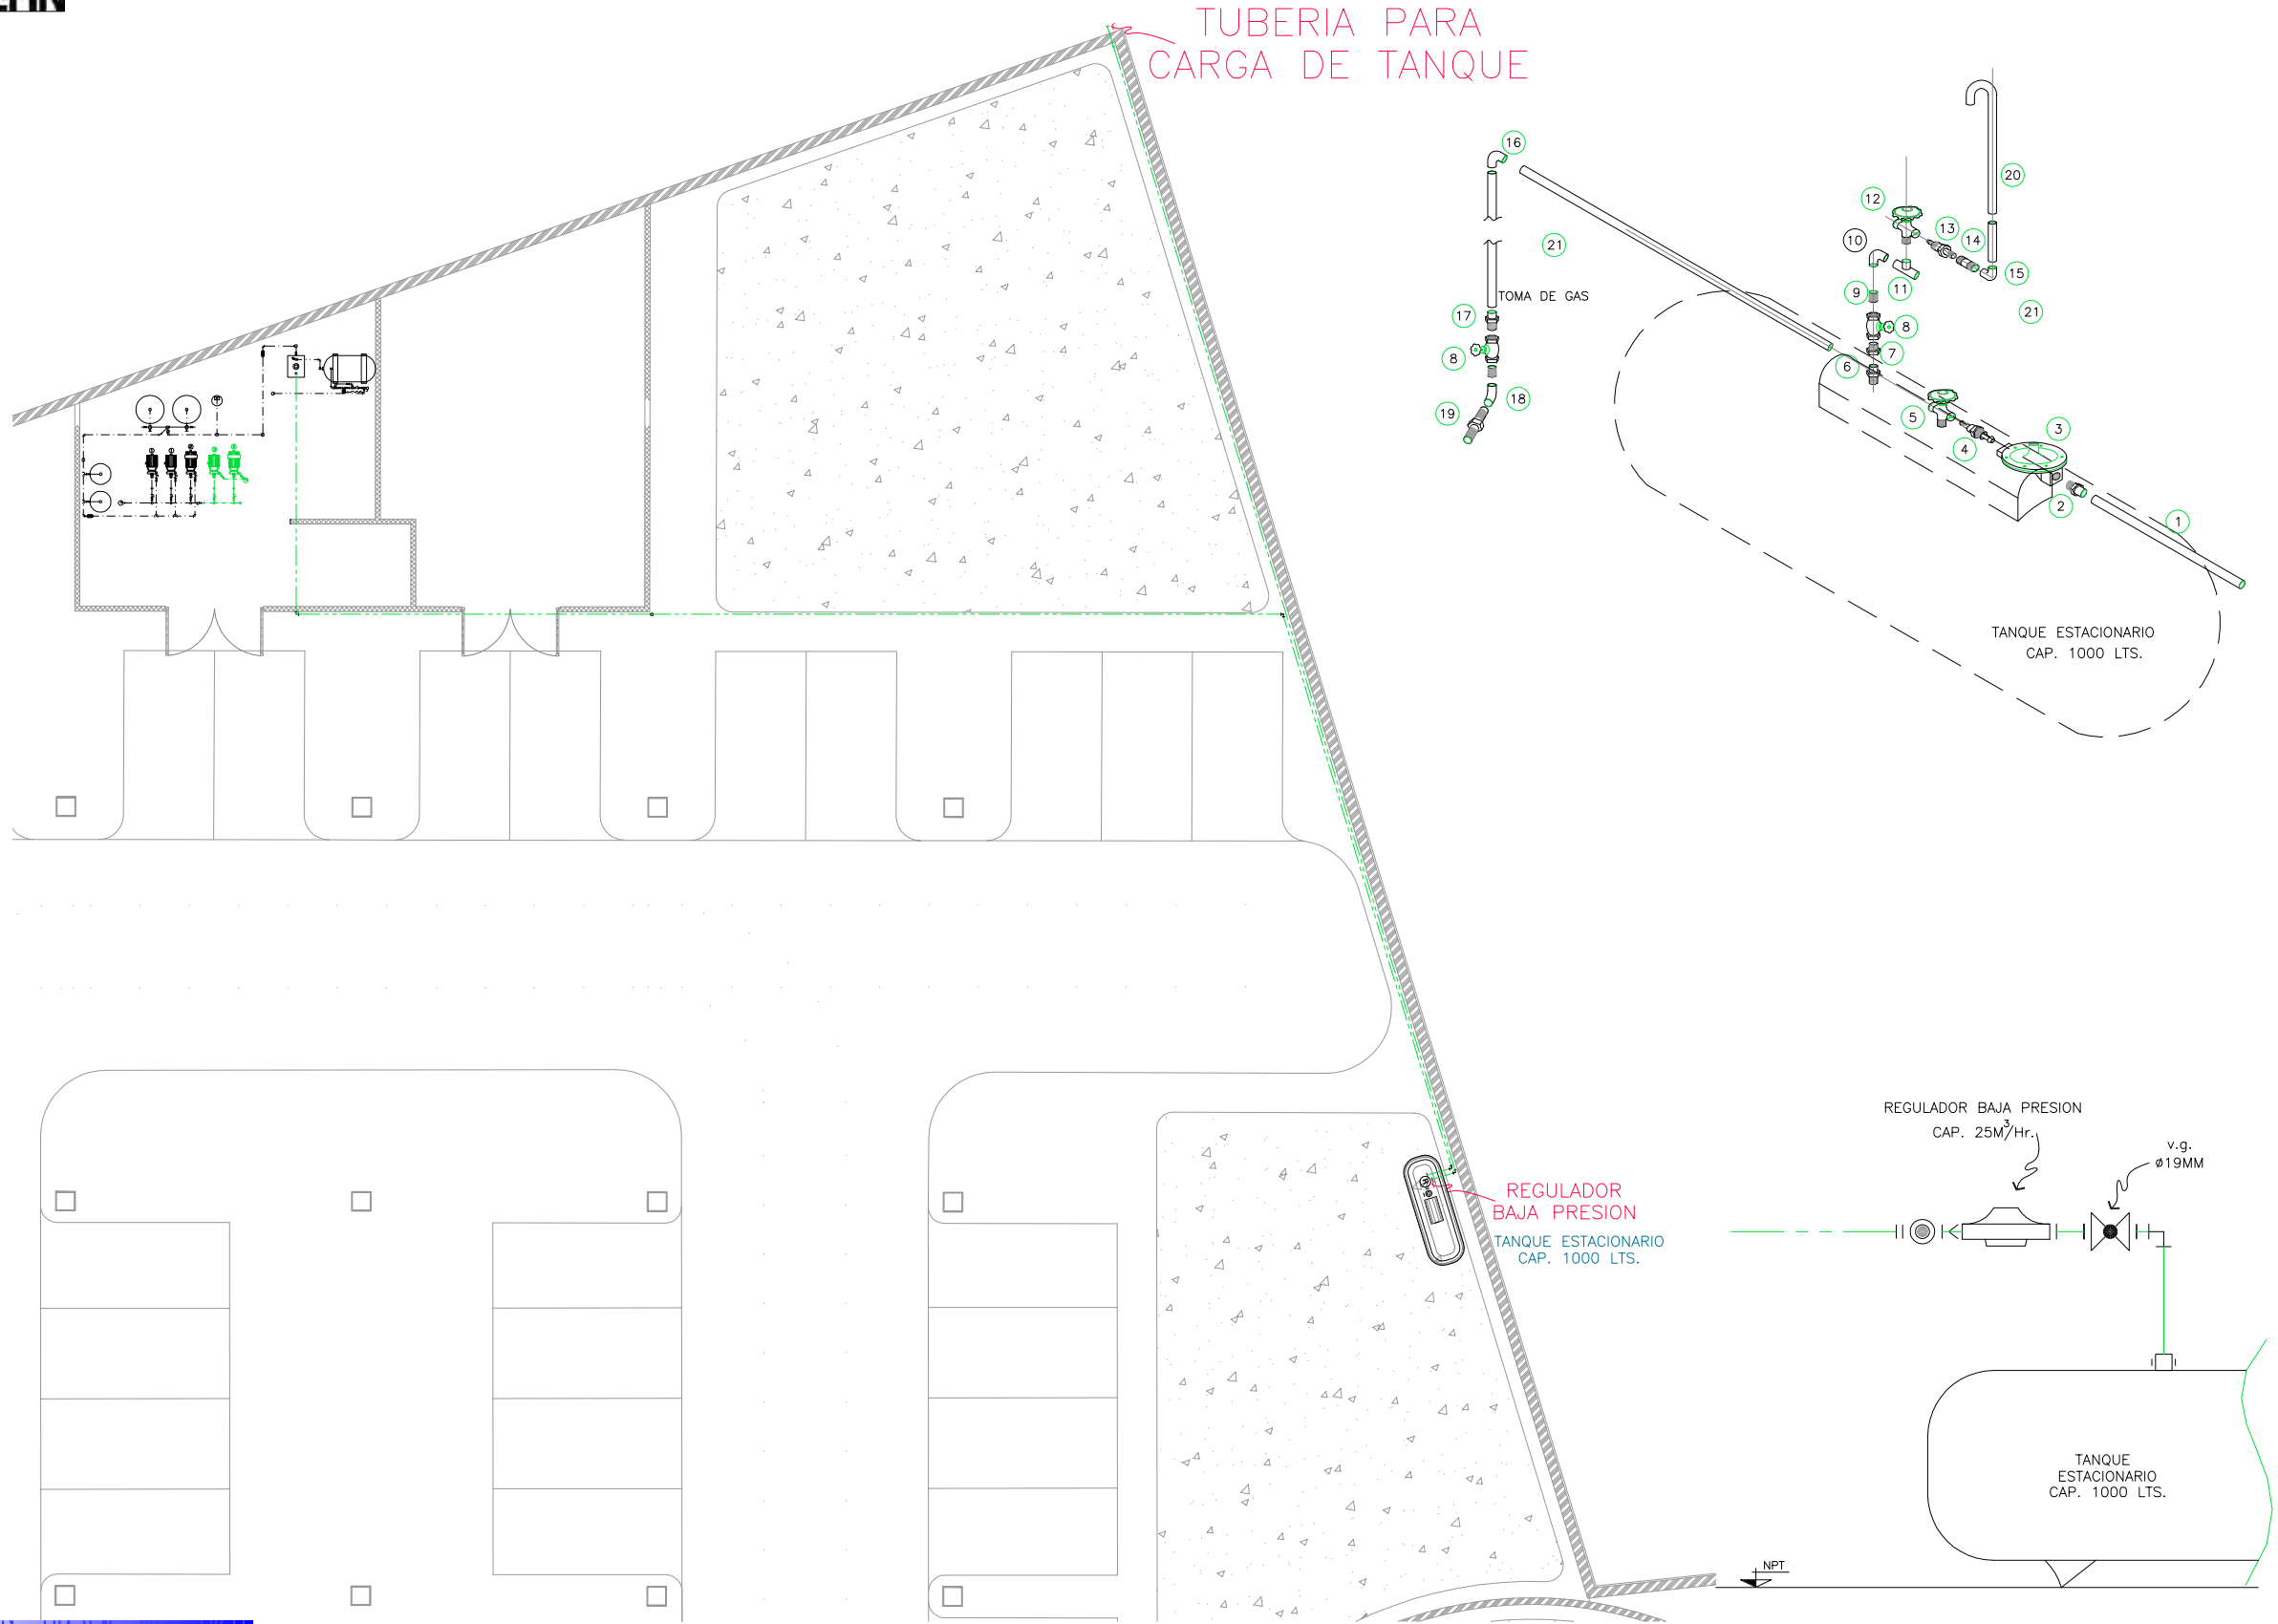 TUBERIA PARA
CARGA DE TANQUE
16
20
12
13
14
10
21
15
TOMA DE GAS
9
11
17
21
8
8
7
6
19
18
5
3
4
2
1
TANQUE ESTACIONARIO
CAP. 1000 LTS.
REGULADOR BAJA PRESION
CAP. 25M³/Hr.
v.g.
ø19MM
REGULADOR
BAJA PRESION
TANQUE ESTACIONARIO
CAP. 1000 LTS.
TANQUE
ESTACIONARIO
CAP. 1000 LTS.
NPT